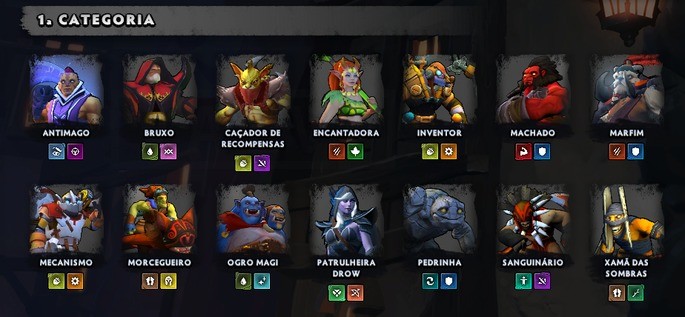 1. CATEGORIA
ANTIMAGO
BRUXO
CAÇADOR DE
RECOMPENSAS
ENCANTADORA
INVENTOR
MACHADO
MARFIM
MECANISMO
MORCEGUEIRO
OGRO MAGI
PATRULHEIRA
DROW
PEDRINHA
SANGUINÁRIO
XAMÃ DAS
SOMBRAS